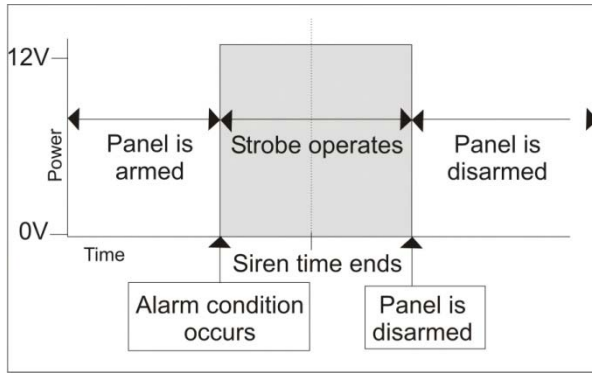 12V
Power
Panel is
armed
Strobe operates
Panel is
disarmed
0V
Time
Siren time ends
Alarm condition
occurs
Panel is
disarmed